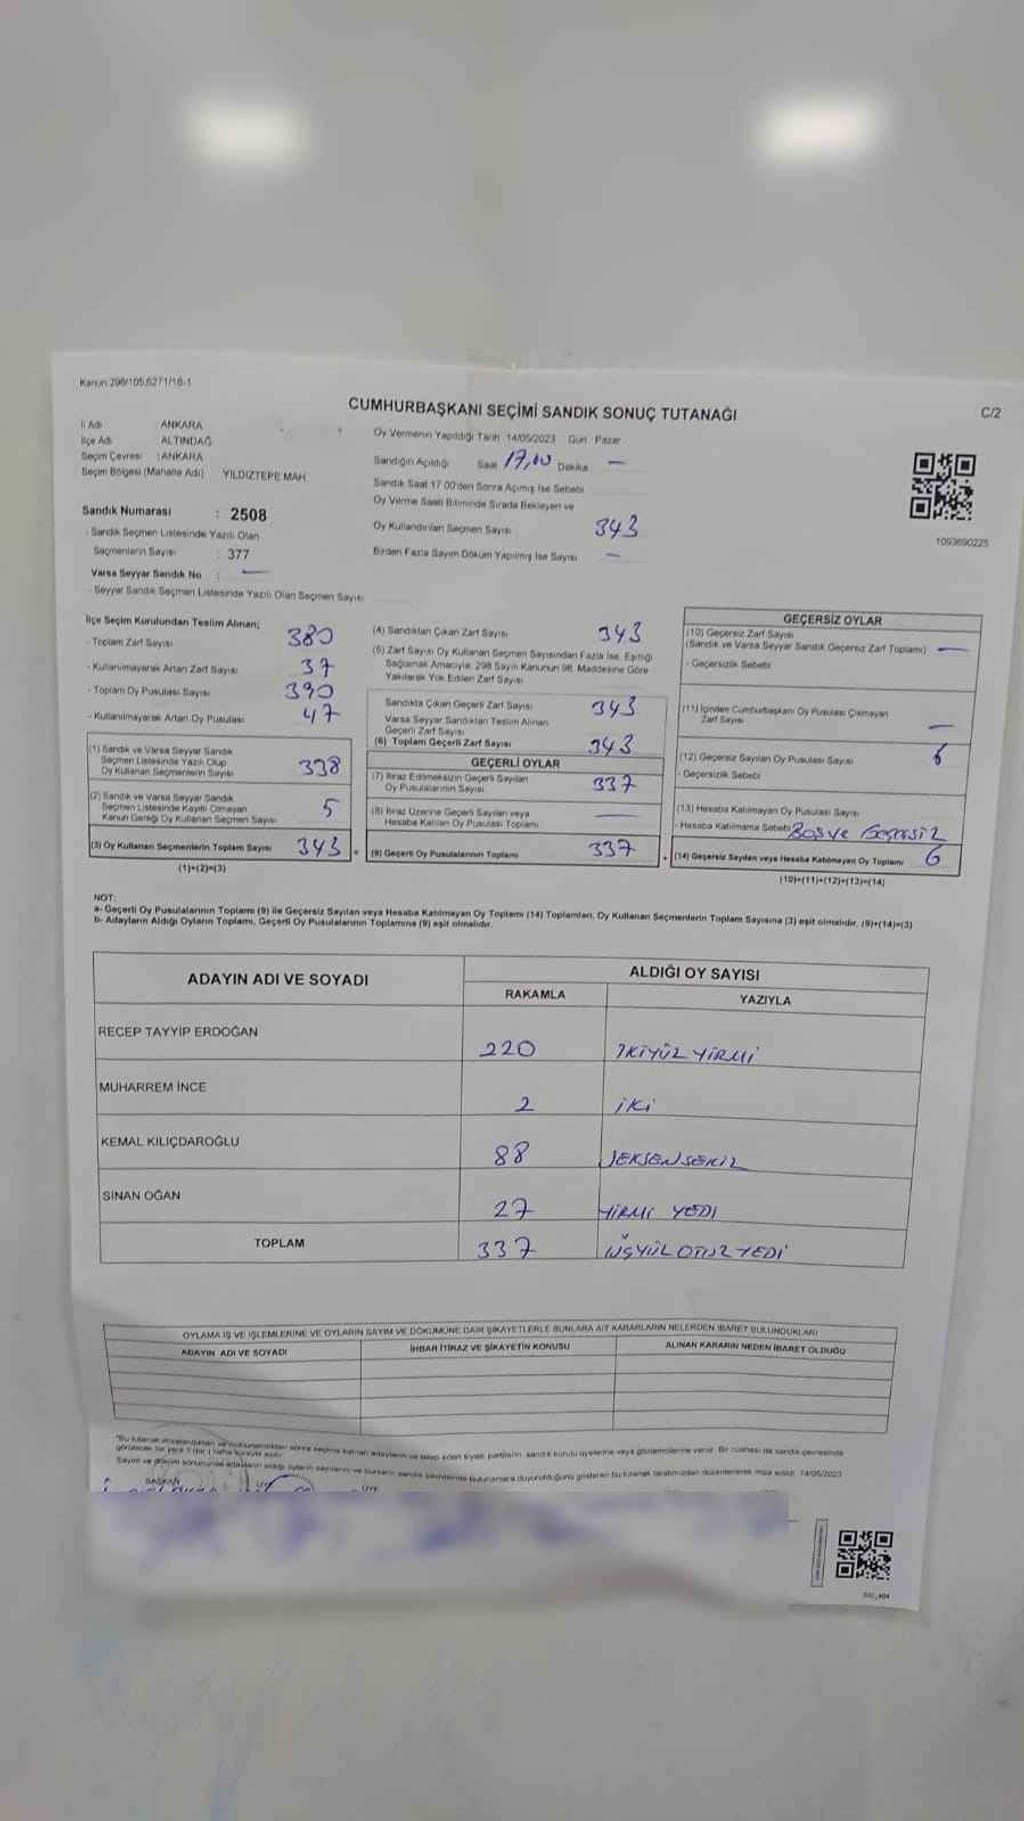 Kanun:298/105,6271/16-1
CUMHURBAŞKANI SEÇİMİ SANDIK SONUÇ TUTANAĞI
C/2
İl Adı : ANKARA
İlçe Adı : ALTINDAĞ
Seçim Çevresi : ANKARA
Seçim Bölgesi (Mahalle Adı) YILDIZTEPE MAH.
Sandık Numarası : 2508
- Sandık Seçmen Listesinde Yazılı Olan
Seçmenlerin Sayısı : 377
Varsa Seyyar Sandık No : —
- Seyyar Sandık Seçmen Listesinde Yazılı Olan Seçmen Sayısı
Oy Vermenin Yapıldığı Tarih 14/05/2023 Gün Pazar
Sandığın Açıldığı Saat 17,00 Dakika —
Sandık Saat 17:00'den Sonra Açılmış İse Sebebi
Oy Verme Saati Bitiminde Sırada Bekleyen ve
Oy Kullandırılan Seçmen Sayısı 343
Birden Fazla Sayım Döküm Yapılmış İse Sayısı —
1093690225
İlçe Seçim Kurulundan Teslim Alınan;
- Toplam Zarf Sayısı 380
- Kullanılmayarak Artan Zarf Sayısı 37
- Toplam Oy Pusulası Sayısı 390
- Kullanılmayarak Artan Oy Pusulası 47
(1) Sandık ve Varsa Seyyar Sandık
Seçmen Listesinde Yazılı Olup
Oy Kullanan Seçmenlerin Sayısı 338
(2) Sandık ve Varsa Seyyar Sandık
Seçmen Listesinde Kayıtlı Olmayan
Kanun Gereği Oy Kullanan Seçmen Sayısı 5
(3) Oy Kullanan Seçmenlerin Toplam Sayısı 343
(1)+(2)=(3)
(4) Sandıktan Çıkan Zarf Sayısı 343
(5) Zarf Sayısı Oy Kullanan Seçmen Sayısından Fazla İse, Eşitliği
Sağlamak Amacıyla, 298 Sayılı Kanunun 98. Maddesine Göre
Yakılarak Yok Edilen Zarf Sayısı
Sandıkta Çıkan Geçerli Zarf Sayısı 343
Varsa Seyyar Sandıktan Teslim Alınan
Geçerli Zarf Sayısı
(6) Toplam Geçerli Zarf Sayısı 343
GEÇERLİ OYLAR
(7) İtiraz Edilmeksizin Geçerli Sayılan
Oy Pusulalarının Sayısı 337
(8) İtiraz Üzerine Geçerli Sayılan veya
Hesaba Katılan Oy Pusulası Toplamı —
(9) Geçerli Oy Pusulalarının Toplamı 337
GEÇERSİZ OYLAR
(10) Geçersiz Zarf Sayısı
(Sandık ve Varsa Seyyar Sandık Geçersiz Zarf Toplamı) —
- Geçersizlik Sebebi
(11) İçinden Cumhurbaşkanı Oy Pusulası Çıkmayan
Zarf Sayısı —
(12) Geçersiz Sayılan Oy Pusulası Sayısı 6
- Geçersizlik Sebebi
(13) Hesaba Katılmayan Oy Pusulası Sayısı
- Hesaba Katılmama Sebebi Boş ve Geçersiz
(14) Geçersiz Sayılan veya Hesaba Katılmayan Oy Toplamı 6
(10)+(11)+(12)+(13)=(14)
NOT:
a- Geçerli Oy Pusulalarının Toplamı (9) ile Geçersiz Sayılan veya Hesaba Katılmayan Oy Toplamı (14) Toplamları, Oy Kullanan Seçmenlerin Toplam Sayısına (3) eşit olmalıdır. (9)+(14)=(3)
b- Adayların Aldığı Oyların Toplamı, Geçerli Oy Pusulalarının Toplamına (9) eşit olmalıdır.
ADAYIN ADI VE SOYADI ALDIĞI OY SAYISI
RAKAMLA YAZIYLA
RECEP TAYYİP ERDOĞAN 220 İKİYÜZ YİRMİ
MUHARREM İNCE 2 İKİ
KEMAL KILIÇDAROĞLU 88 SEKSENSEKİZ
SİNAN OĞAN 27 YİRMİ YEDİ
TOPLAM 337 ÜÇYÜZ OTUZ YEDİ
OYLAMA İŞ VE İŞLEMLERİNE VE OYLARIN SAYIM VE DÖKÜMÜNE DAİR ŞİKAYETLERLE BUNLARA AİT KARARLARIN NELERDEN İBARET BULUNDUKLARI
ADAYIN ADI VE SOYADI İHBAR İTİRAZ VE ŞİKAYETİN KONUSU ALINAN KARARIN NEDEN İBARET OLDUĞU
BAŞKAN ÜYE ÜYE